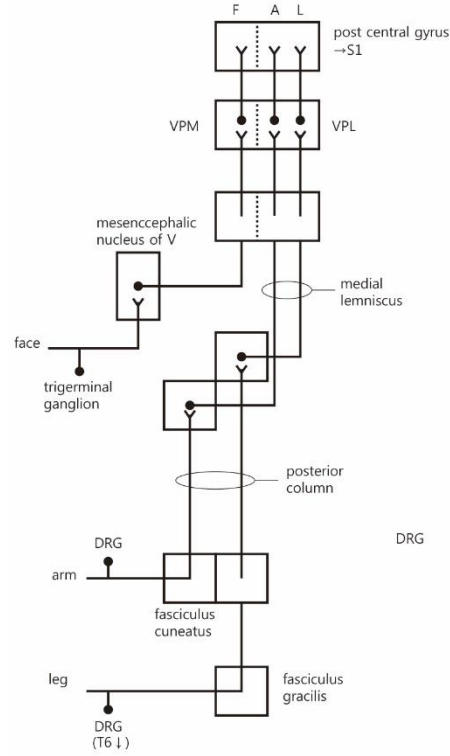 F A L
post central gyrus
→S1
VPM
VPL
mesenccephalic
nucleus of V
medial
lemniscus
face
trigerminal
ganglion
posterior
column
DRG
DRG
arm
fasciculus
cuneatus
leg
fasciculus
gracilis
DRG
(T6↓)